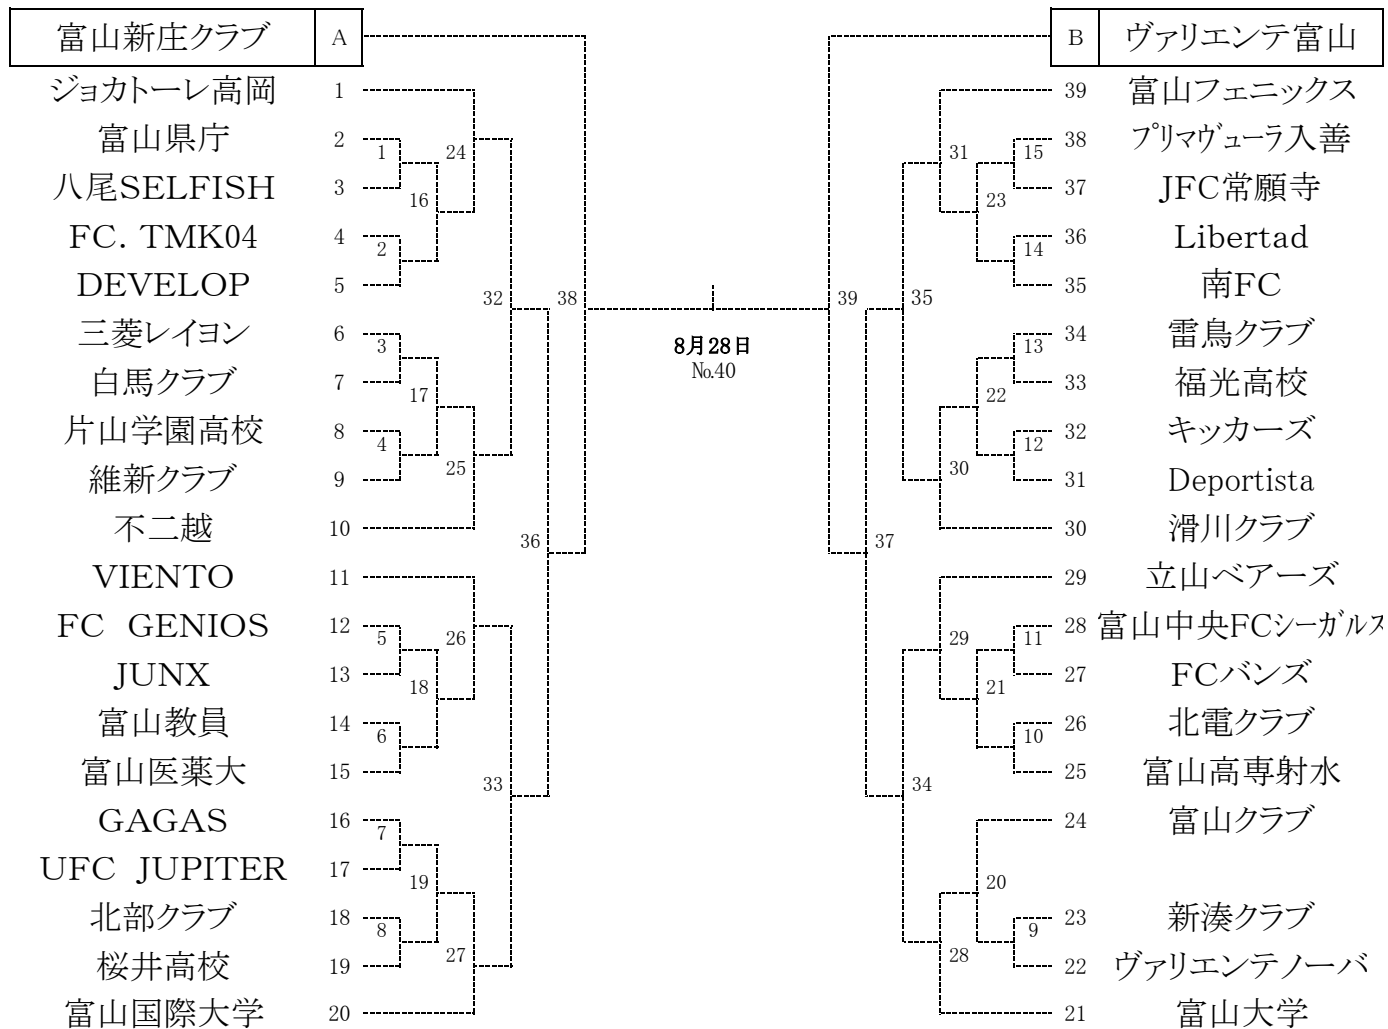 富山新庄クラブ A B ヴァリエンテ富山
ジョカトーレ高岡 1 39 富山フェニックス
富山県庁 2 1 24 31 15 38 プリマヴェーラ入善
八尾SELFISH 3 16 23 37 JFC常願寺
FC. TMK04 4 2 14 36 Libertad
DEVELOP 5 32 38 39 35 35 南FC
三菱レイヨン 6 3 8月28日 13 34 雷鳥クラブ
白馬クラブ 7 17 №40 22 33 福光高校
片山学園高校 8 4 12 32 キッカーズ
維新クラブ 9 25 30 31 Deportista
不二越 10 36 37 30 滑川クラブ
VIENTO 11 29 立山ベアーズ
FC GENIOS 12 5 26 29 11 28 富山中央FCシーガルス
JUNX 13 18 21 27 FCバンズ
富山教員 14 6 10 26 北電クラブ
富山医薬大 15 33 34 25 富山高専射水
GAGAS 16 7 24 富山クラブ
UFC JUPITER 17 19 20
北部クラブ 18 8 9 23 新湊クラブ
桜井高校 19 27 28 22 ヴァリエンテノーバ
富山国際大学 20 21 富山大学